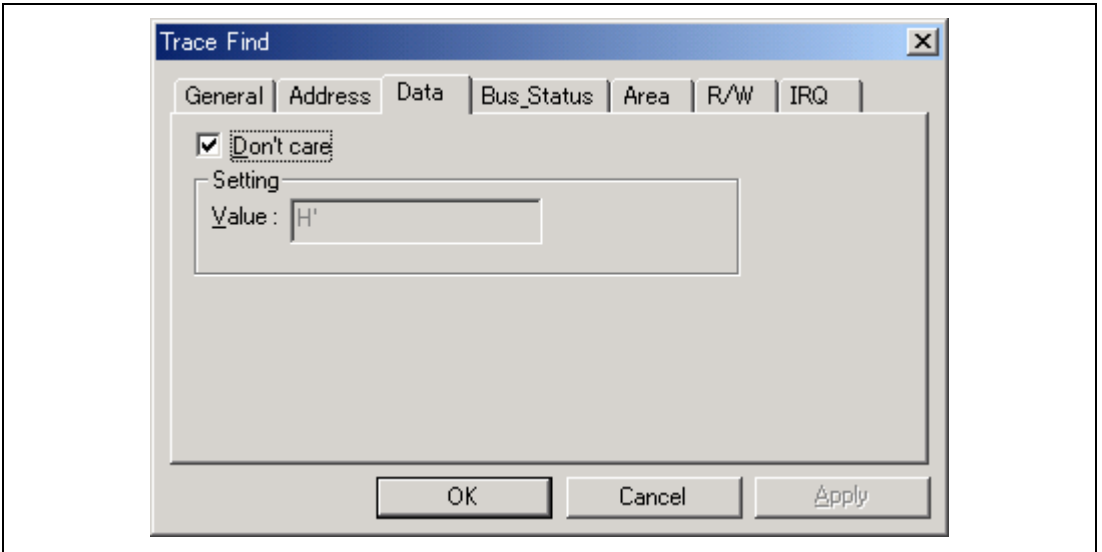 Trace Find
General Address Data Bus_Status Area R/W IRQ
Don't care
Setting
Value : H'
OK Cancel Apply